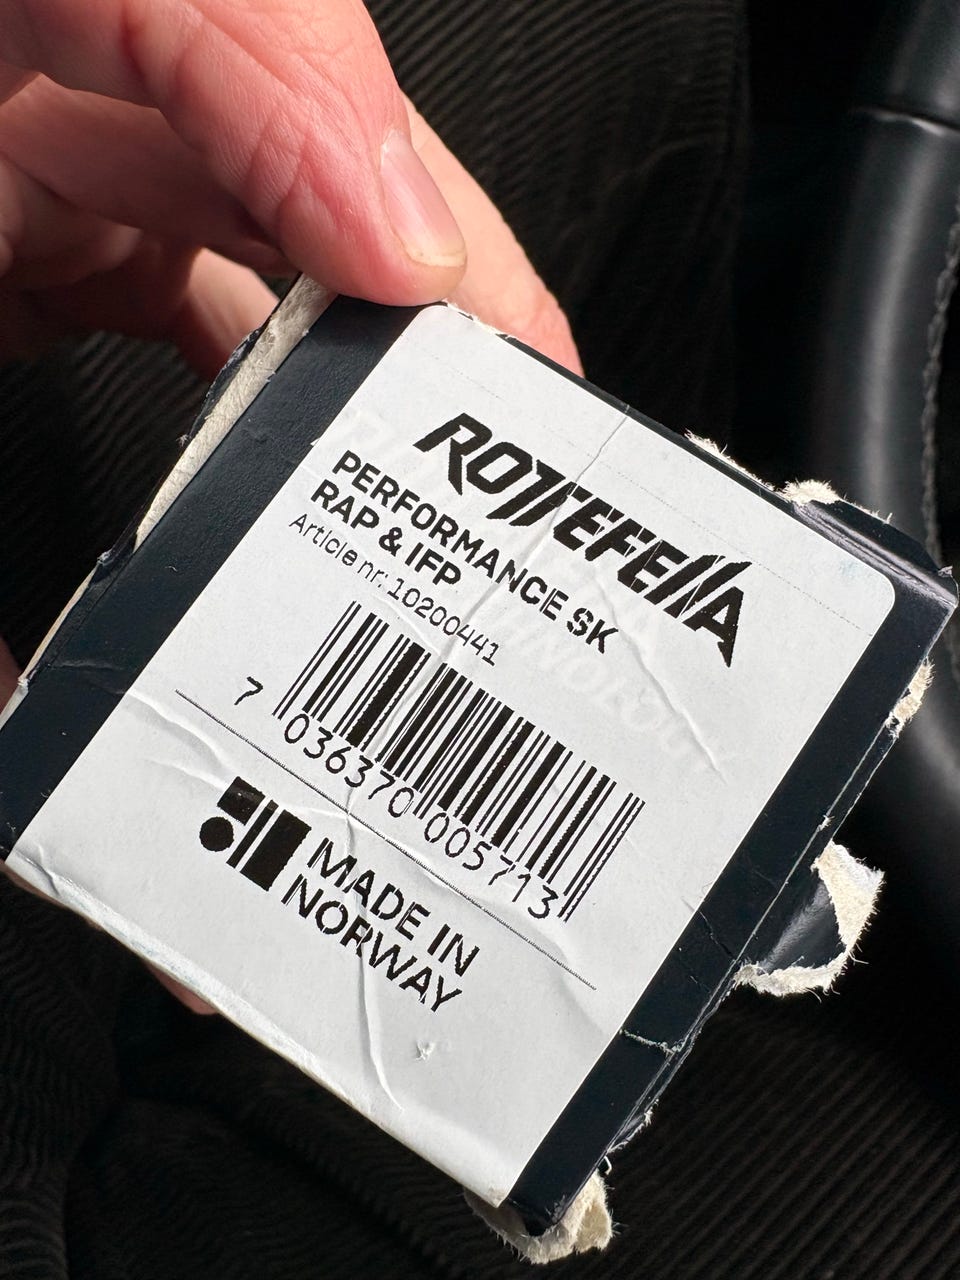 ROTTEFELLA
PERFORMANCE SK
RAP & IFP
Article nr: 10200441
7 036370 005713
MADE IN
NORWAY